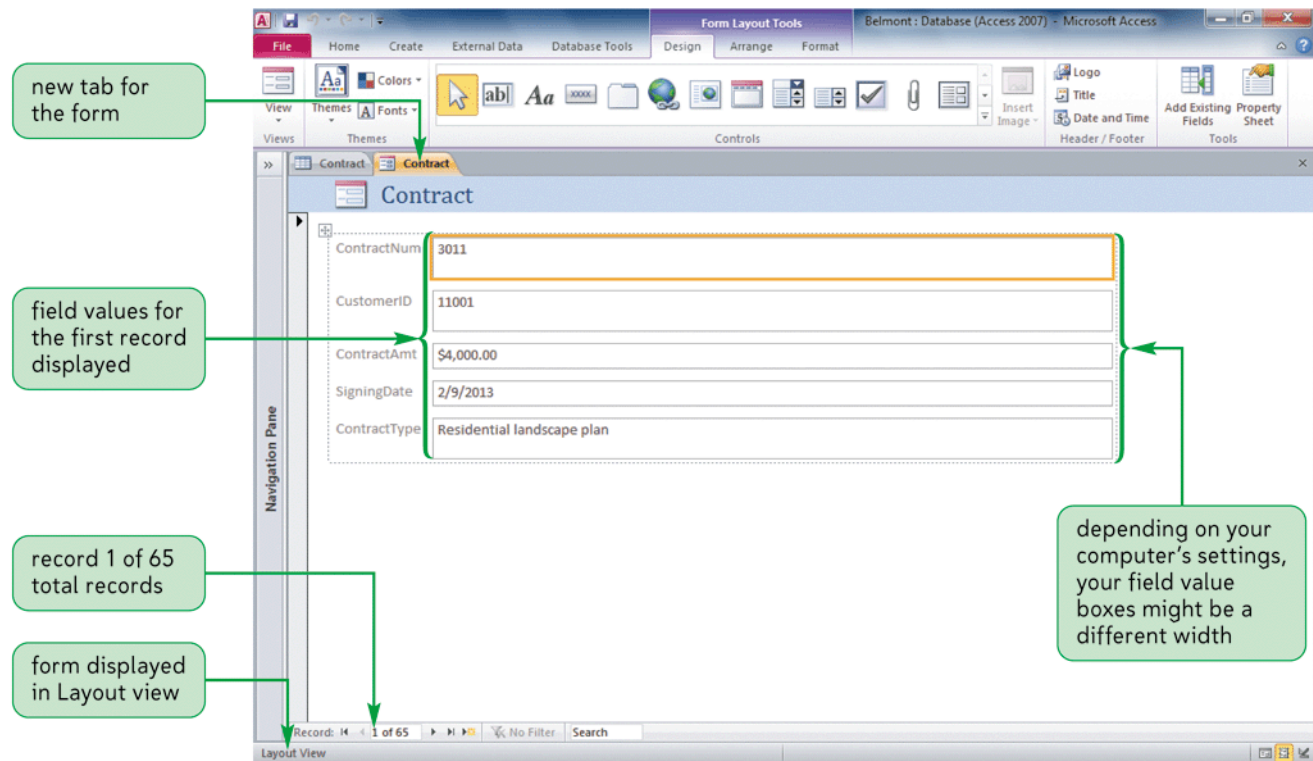 Form Layout Tools
Belmont : Database (Access 2007) - Microsoft Access
File Home Create External Data Database Tools Design Arrange Format
new tab for
the form
View
Views
Aa
Themes
Colors
Fonts
Themes
ab|
Aa
xxxx
Controls
Insert
Image
Logo
Title
Date and Time
Header / Footer
Add Existing
Fields
Property
Sheet
Tools
Contract
Contract
Contract
ContractNum 3011
CustomerID 11001
ContractAmt $4,000.00
SigningDate 2/9/2013
ContractType Residential landscape plan
field values for
the first record
displayed
Navigation Pane
depending on your
computer's settings,
your field value
boxes might be a
different width
record 1 of 65
total records
form displayed
in Layout view
Record: 1 of 65 No Filter Search
Layout View